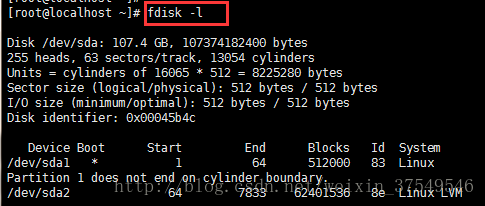 [root@localhost ~]#
[root@localhost ~]# fdisk -l
Disk /dev/sda: 107.4 GB, 107374182400 bytes
255 heads, 63 sectors/track, 13054 cylinders
Units = cylinders of 16065 * 512 = 8225280 bytes
Sector size (logical/physical): 512 bytes / 512 bytes
I/O size (minimum/optimal): 512 bytes / 512 bytes
Disk identifier: 0x00045b4c
Device Boot Start End Blocks Id System
/dev/sda1 * 1 64 512000 83 Linux
Partition 1 does not end on cylinder boundary.
/dev/sda2 64 7833 62401536 8e Linux LVM
http://blog.csdn.net/weixin_37549546